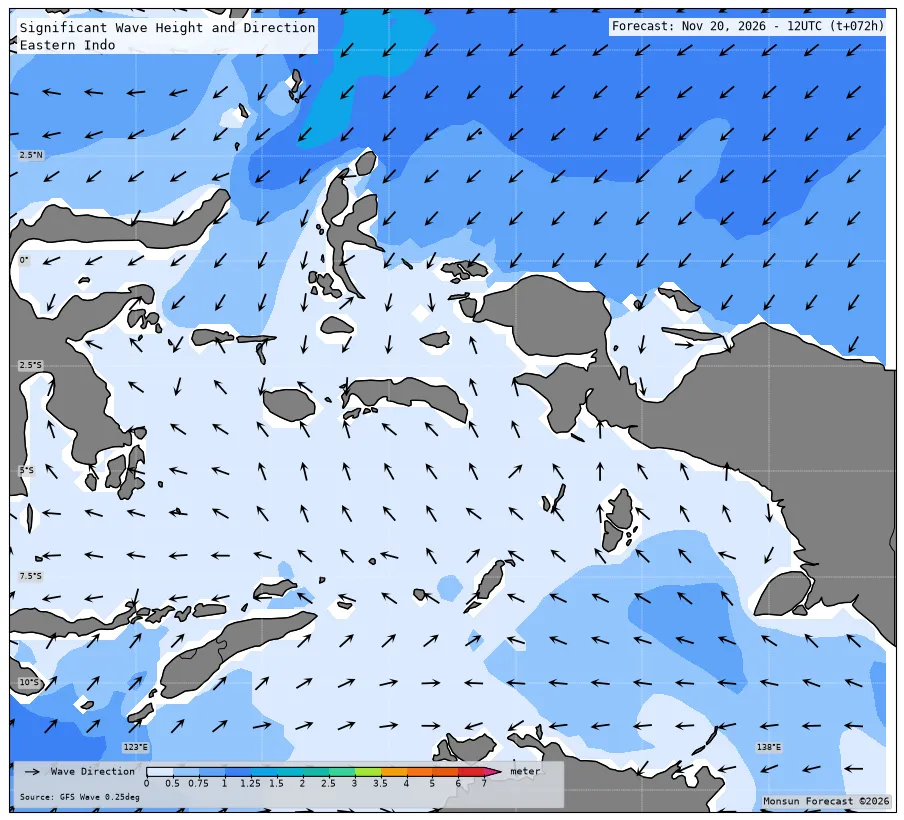 Significant Wave Height and Direction
Eastern Indo
Forecast: Nov 20, 2026 - 12UTC (t+072h)
2.5°N
0°
2.5°S
5°S
7.5°S
10°S
123°E
138°E
Wave Direction
meter
0 0.5 0.75 1 1.25 1.5 2 2.5 3 3.5 4 5 6 7
Source: GFS Wave 0.25deg
Monsun Forecast ©2026